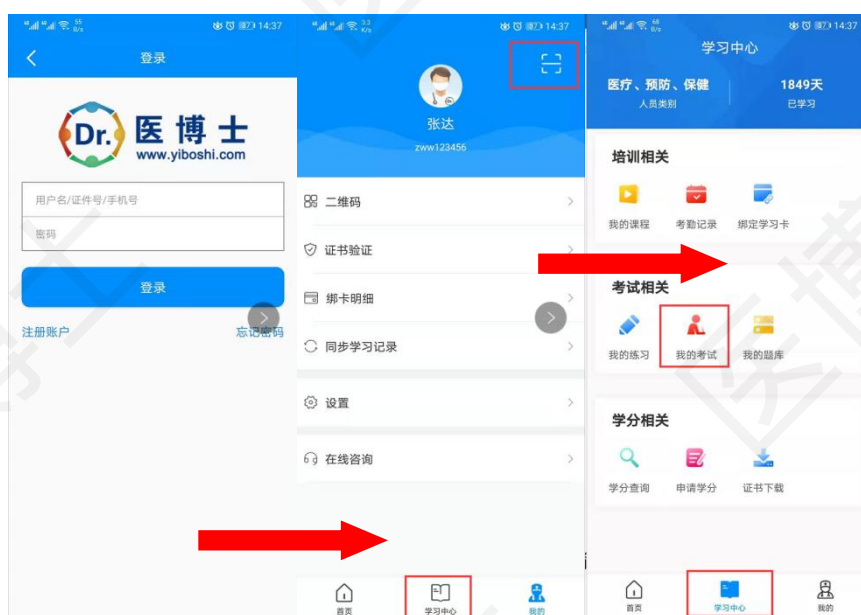 55
B/s
14:37
登录
Dr.
医博士
www.yiboshi.com
用户名/证件号/手机号
密码
登录
注册账户
忘记密码
3.3
K/s
14:37
张达
zww123456
二维码
证书验证
绑卡明细
同步学习记录
设置
在线咨询
首页
学习中心
我的
68
B/s
14:37
学习中心
医疗、预防、保健
1849天
人员类别
已学习
培训相关
我的课程
考勤记录
绑定学习卡
考试相关
我的练习
我的考试
我的题库
学分相关
学分查询
申请学分
证书下载
首页
学习中心
我的